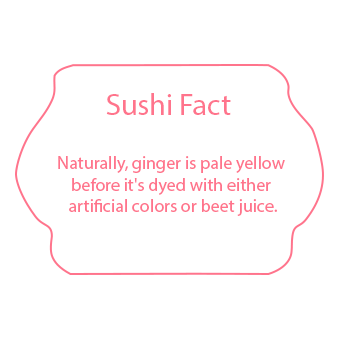 Sushi Fact
Naturally, ginger is pale yellow
before it's dyed with either
artificial colors or beet juice.